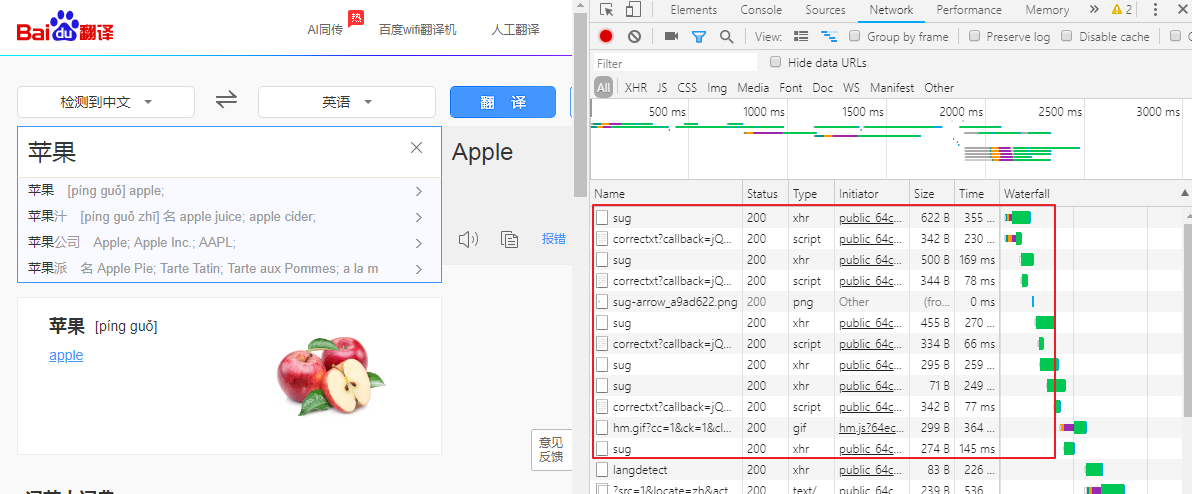 Baidu翻译
AI同传 热 百度wifi翻译机 人工翻译
检测到中文 英语 翻 译
苹果 Apple
苹果 [píng guǒ] apple;
苹果汁 [píng guǒ zhī] 名 apple juice; apple cider;
苹果公司 Apple; Apple Inc.; AAPL;
苹果派 名 Apple Pie; Tarte Tatin; Tarte aux Pommes; a la m
报错
苹果 [píng guǒ]
apple
意见
反馈
Elements Console Sources Network Performance Memory » 2
View: Group by frame Preserve log Disable cache
Filter Hide data URLs
All XHR JS CSS Img Media Font Doc WS Manifest Other
500 ms 1000 ms 1500 ms 2000 ms 2500 ms 3000 ms
Name Status Type Initiator Size Time Waterfall
sug 200 xhr public_64c... 622 B 355 ...
correctxt?callback=jQ... 200 script public_64c... 342 B 230 ...
sug 200 xhr public_64c... 500 B 169 ms
correctxt?callback=jQ... 200 script public_64c... 344 B 78 ms
sug-arrow_a9ad622.png 200 png Other (fro... 0 ms
sug 200 xhr public_64c... 455 B 270 ...
correctxt?callback=jQ... 200 script public_64c... 334 B 66 ms
sug 200 xhr public_64c... 295 B 259 ...
sug 200 xhr public_64c... 71 B 249 ...
correctxt?callback=jQ... 200 script public_64c... 342 B 77 ms
hm.gif?cc=1&ck=1&cl... 200 gif hm.js?64ec... 299 B 364 ...
sug 200 xhr public_64c... 274 B 145 ms
langdetect 200 xhr public_64c... 83 B 226 ...
?src=1&locate=zh&act 200 text/ public_64c 239 B 536